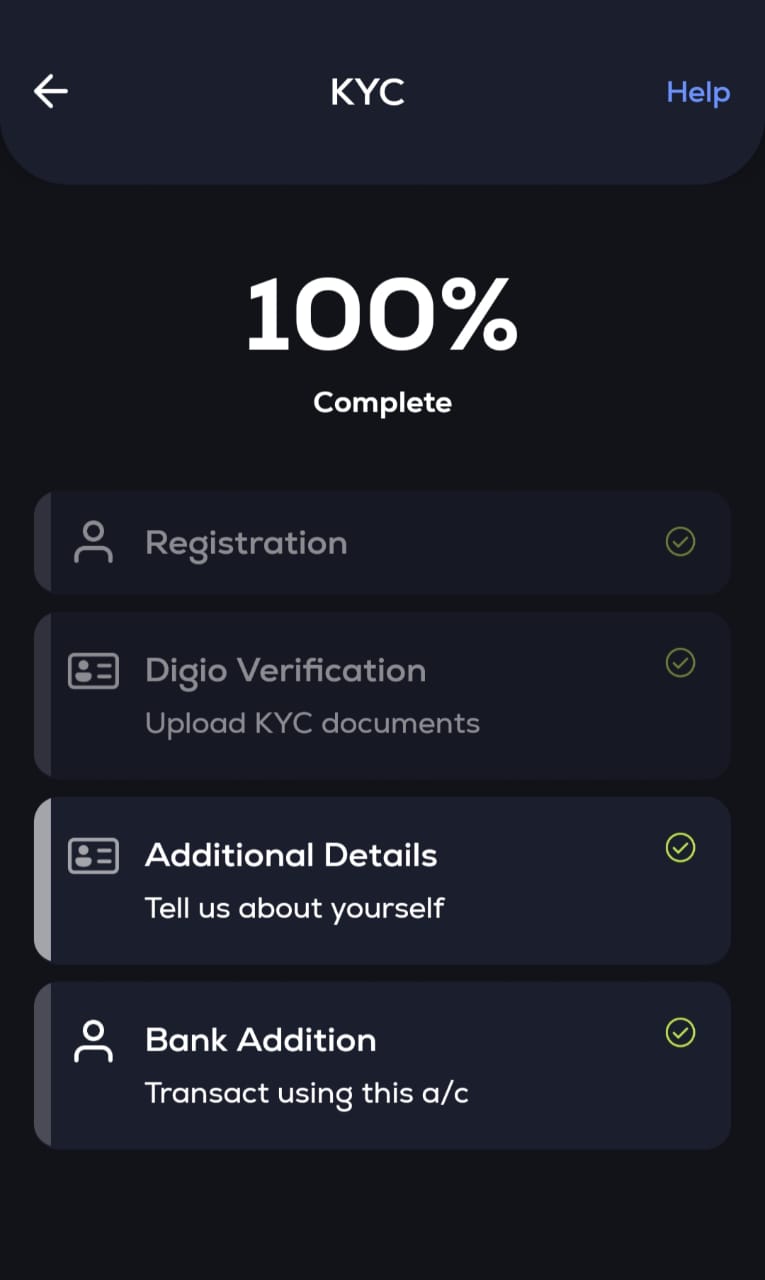 KYC
Help
100%
Complete
Registration
Digio Verification
Upload KYC documents
Additional Details
Tell us about yourself
Bank Addition
Transact using this a/c